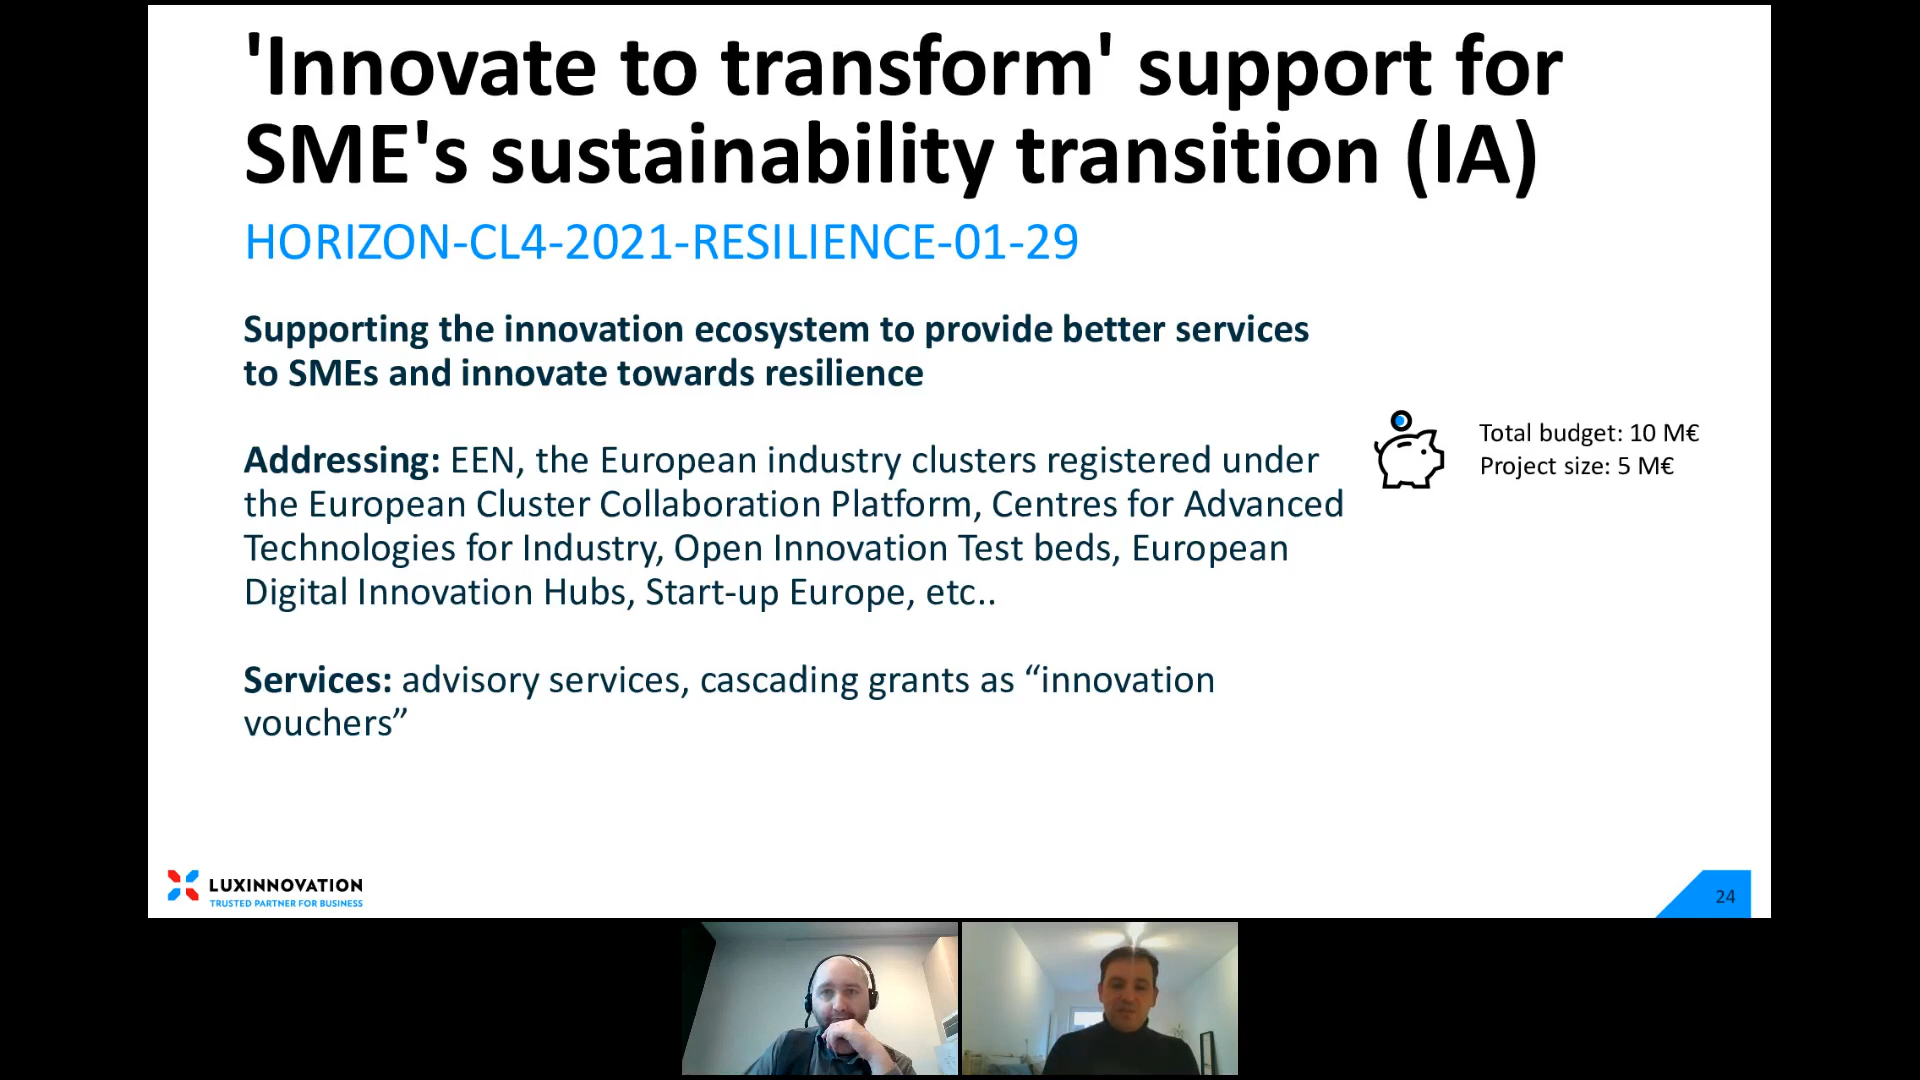 'Innovate to transform' support for
SME's sustainability transition (IA)
HORIZON-CL4-2021-RESILIENCE-01-29
Supporting the innovation ecosystem to provide better services
to SMEs and innovate towards resilience
Addressing: EEN, the European industry clusters registered under
the European Cluster Collaboration Platform, Centres for Advanced
Technologies for Industry, Open Innovation Test beds, European
Digital Innovation Hubs, Start-up Europe, etc..
Services: advisory services, cascading grants as “innovation
vouchers”
Total budget: 10 M€
Project size: 5 M€
LUXINNOVATION
TRUSTED PARTNER FOR BUSINESS
24